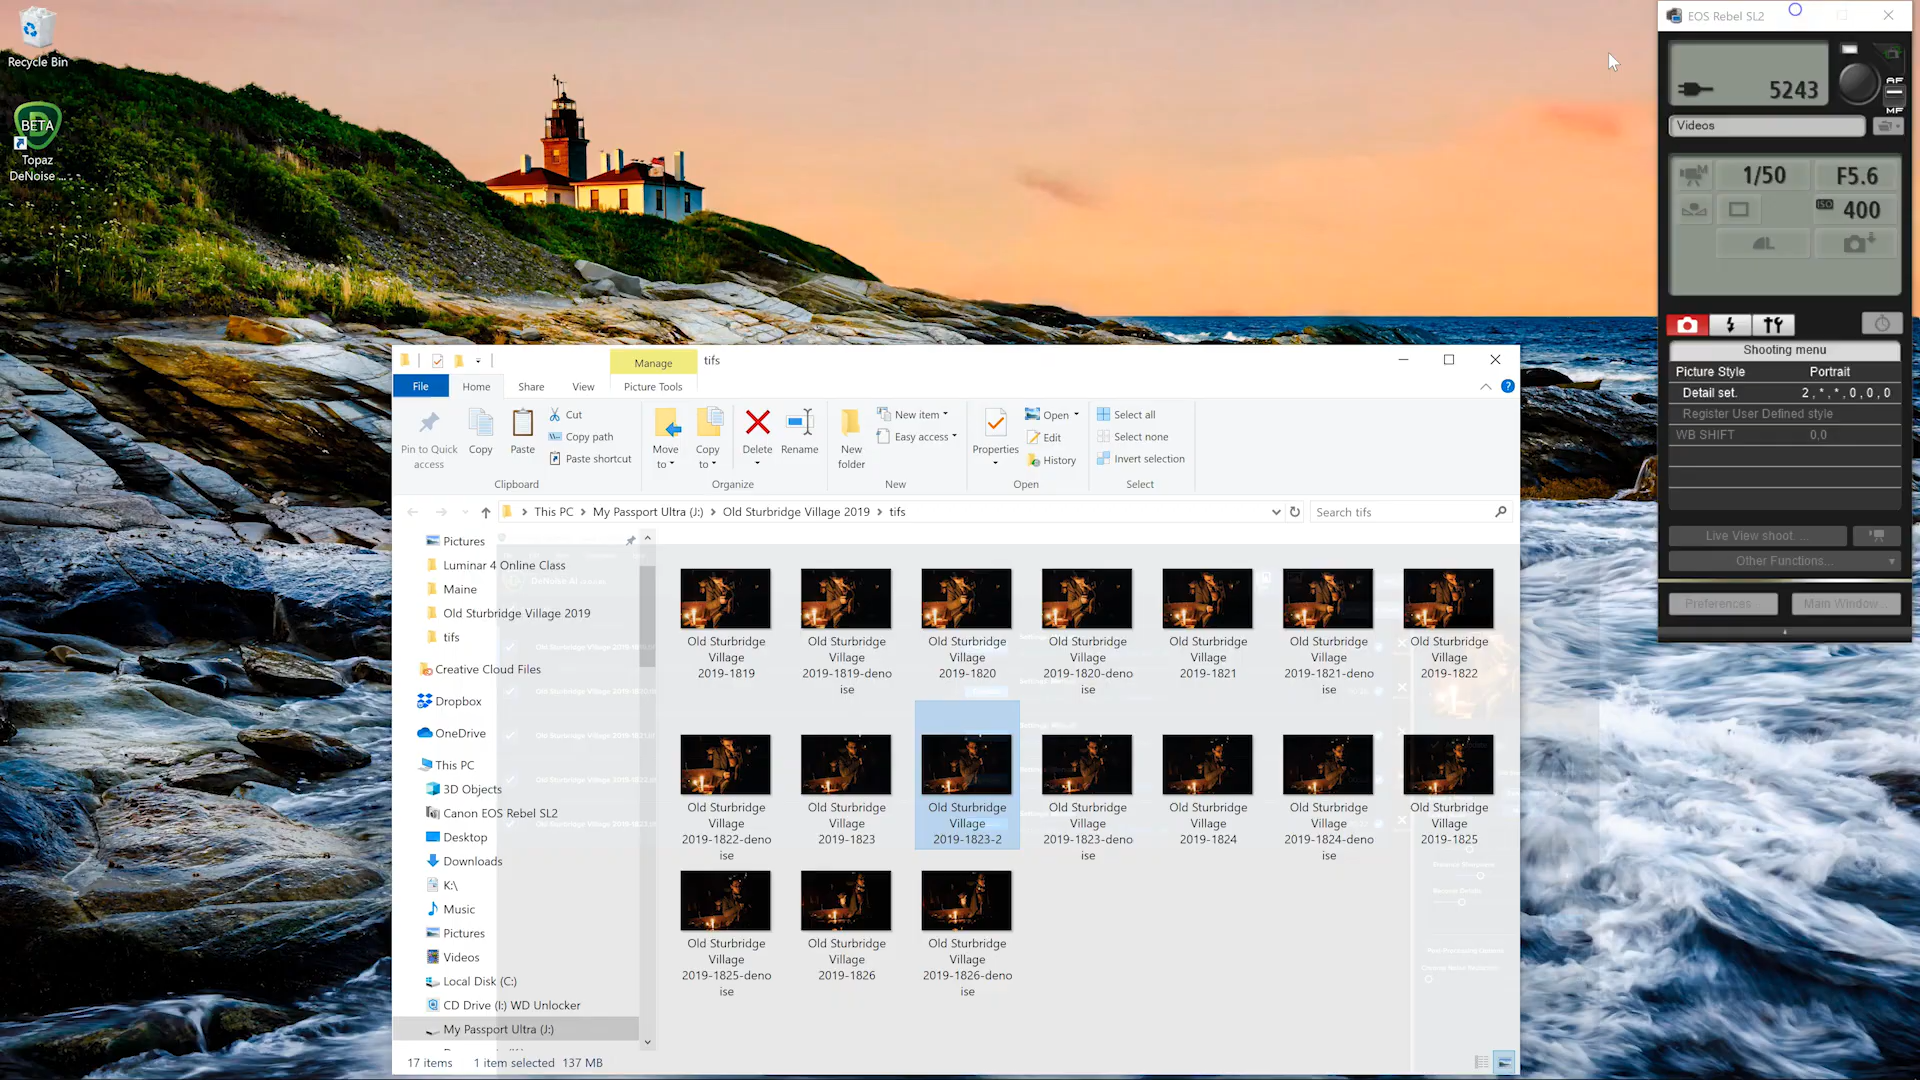 Recycle Bin
BETA
Topaz
DeNoise ...
EOS Rebel SL2
5243
AF
MF
Videos
M
1/50
F5.6
ISO
400
L
Shooting menu
Picture Style
Portrait
Detail set.
2 , * , * , 0 , 0 , 0
Register User Defined style
WB SHIFT
0,0
Live View shoot. ...
Other Functions...
Preferences
Main Window...
Manage
tifs
File
Home
Share
View
Picture Tools
Pin to Quick
access
Copy
Paste
Cut
Copy path
Paste shortcut
Clipboard
Move
to
Copy
to
Delete
Rename
Organize
New
folder
New item
Easy access
New
Properties
Open
Edit
History
Open
Select all
Select none
Invert selection
Select
This PC
My Passport Ultra (J:)
Old Sturbridge Village 2019
tifs
Search tifs
Pictures
Luminar 4 Online Class
Maine
Old Sturbridge Village 2019
tifs
Creative Cloud Files
Dropbox
OneDrive
This PC
3D Objects
Canon EOS Rebel SL2
Desktop
Downloads
K:\
Music
Pictures
Videos
Local Disk (C:)
CD Drive (I:) WD Unlocker
My Passport Ultra (J:)
Old Sturbridge
Village
2019-1819
Old Sturbridge
Village
2019-1819-deno
ise
Old Sturbridge
Village
2019-1820
Old Sturbridge
Village
2019-1820-deno
ise
Old Sturbridge
Village
2019-1821
Old Sturbridge
Village
2019-1821-deno
ise
Old Sturbridge
Village
2019-1822
Old Sturbridge
Village
2019-1822-deno
ise
Old Sturbridge
Village
2019-1823
Old Sturbridge
Village
2019-1823-2
Old Sturbridge
Village
2019-1823-deno
ise
Old Sturbridge
Village
2019-1824
Old Sturbridge
Village
2019-1824-deno
ise
Old Sturbridge
Village
2019-1825
Old Sturbridge
Village
2019-1825-deno
ise
Old Sturbridge
Village
2019-1826
Old Sturbridge
Village
2019-1826-deno
ise
17 items
1 item selected
137 MB